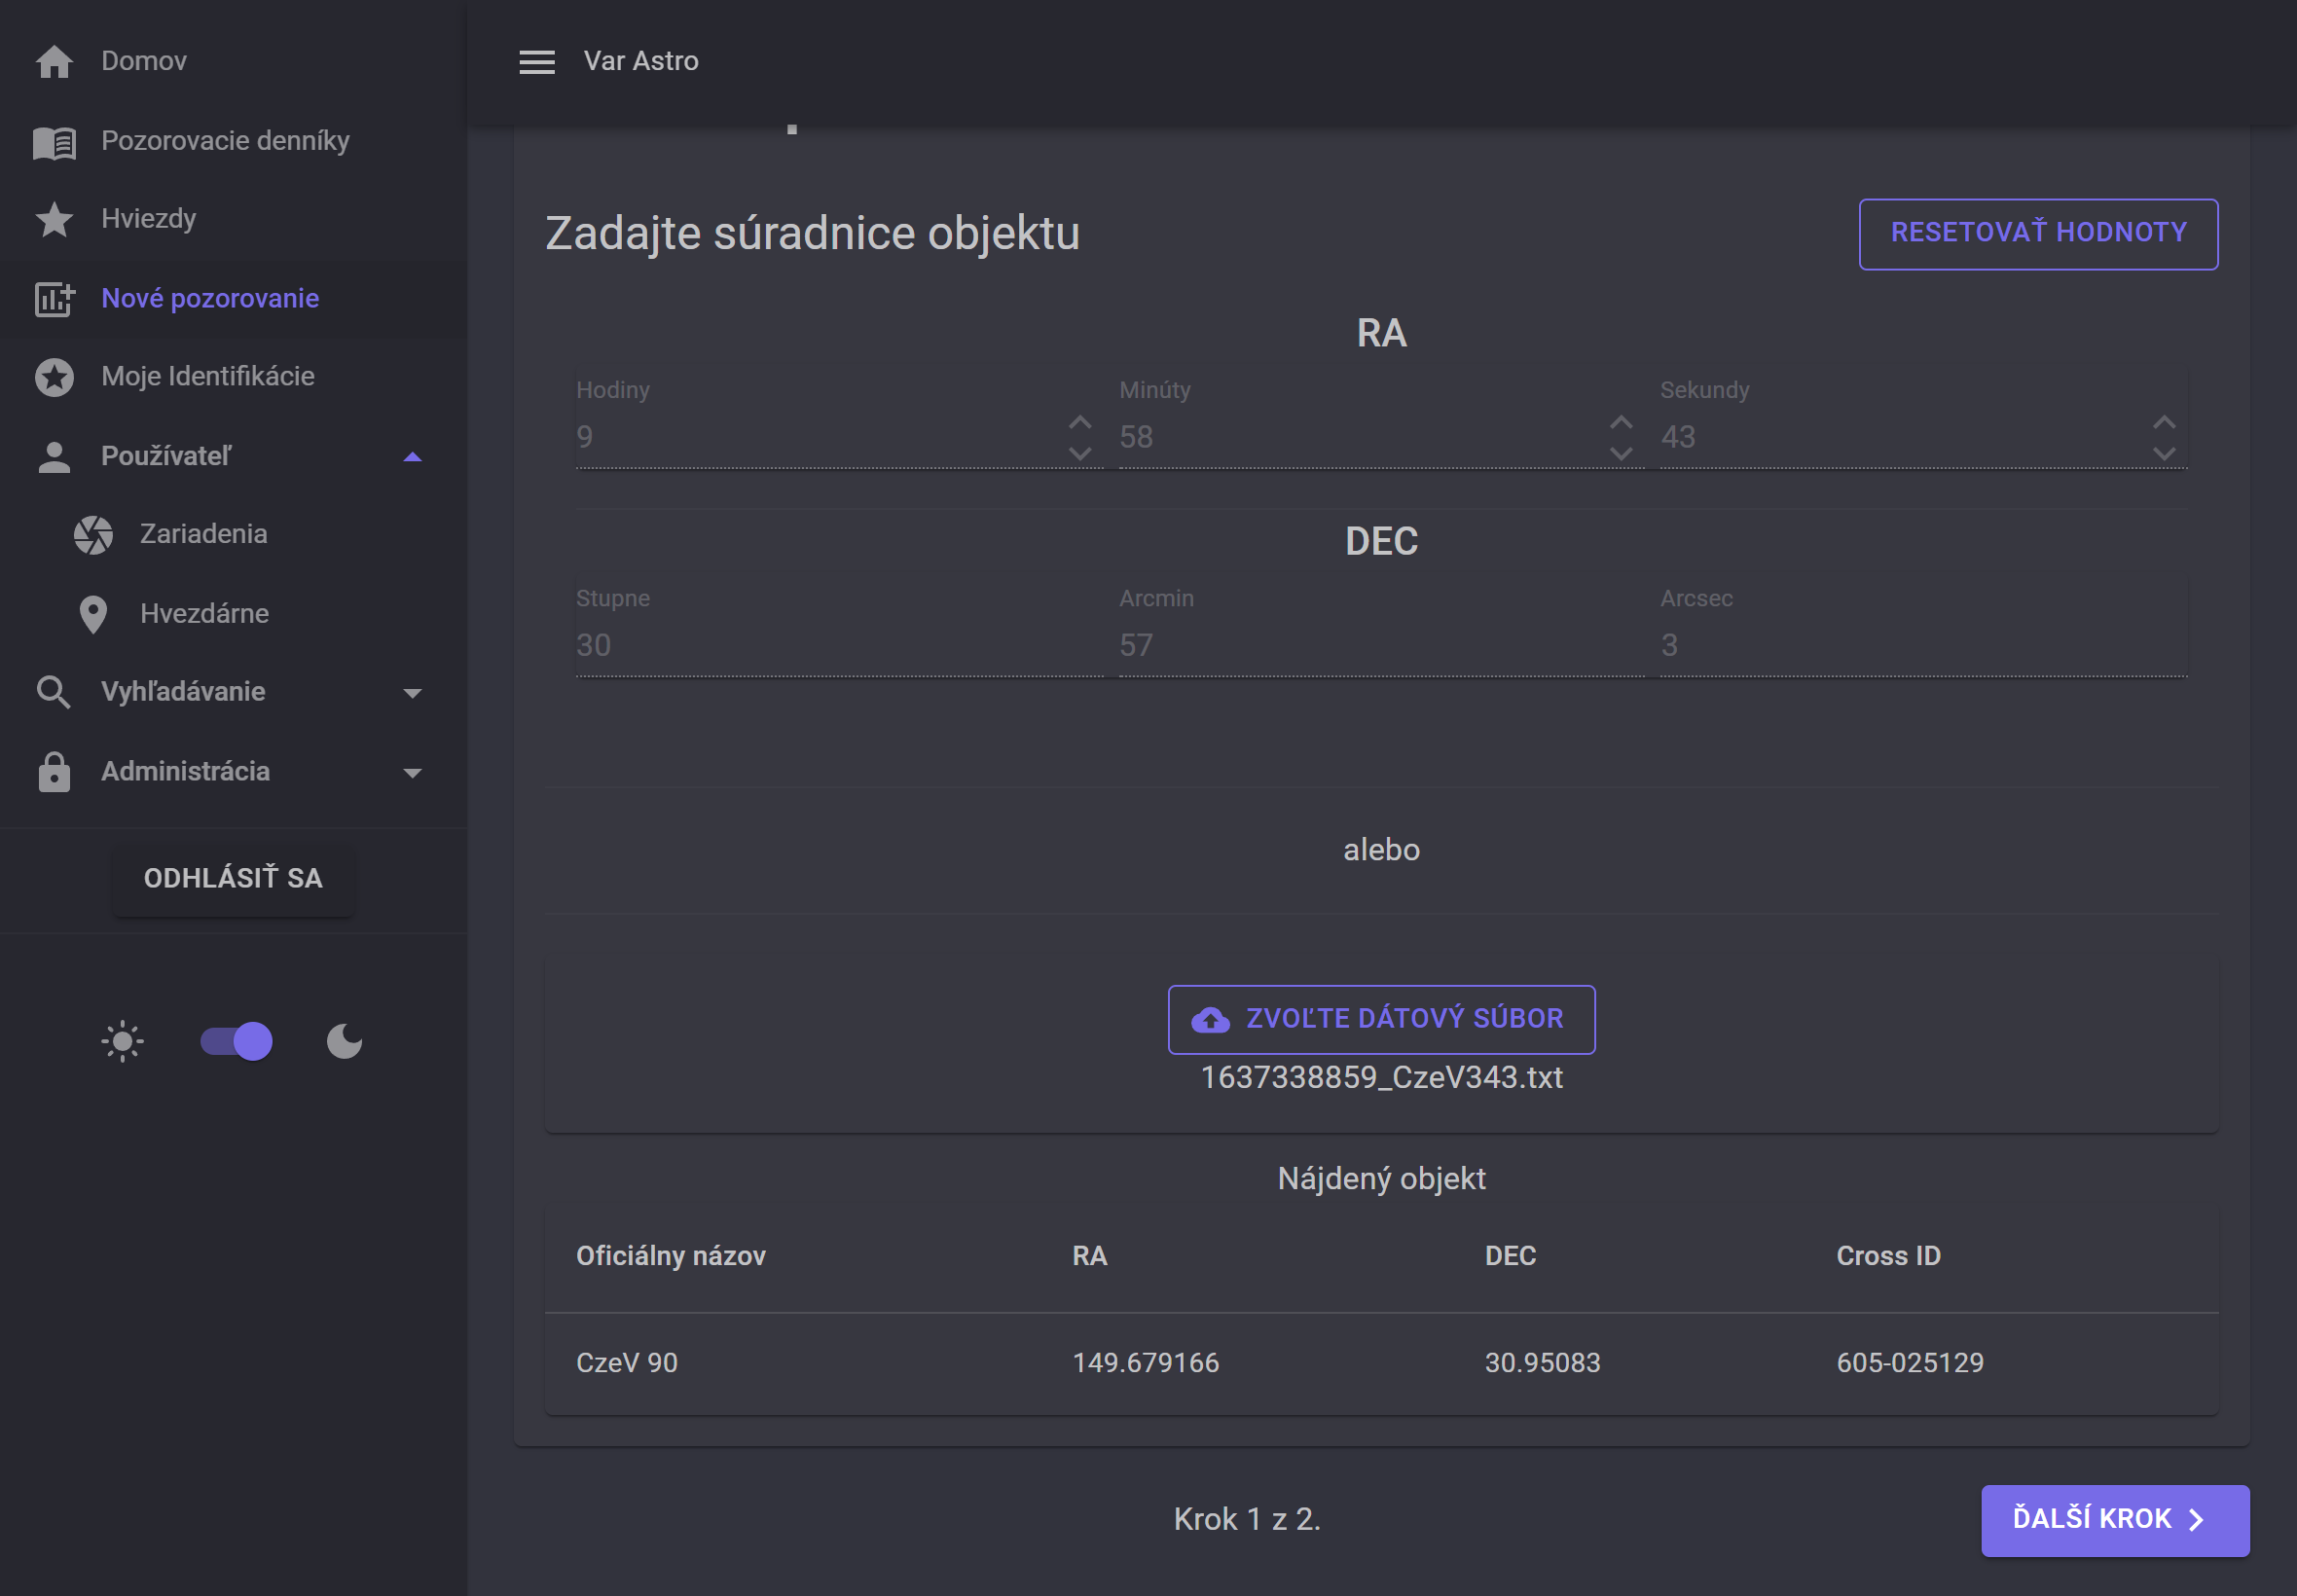 Domov
Pozorovacie denníky
Hviezdy
Nové pozorovanie
Moje Identifikácie
Používateľ
Zariadenia
Hvezdárne
Vyhľadávanie
Administrácia
ODHLÁSIŤ SA
Var Astro
Zadajte súradnice objektu
RESETOVAŤ HODNOTY
RA
Hodiny Minúty Sekundy
9 58 43
DEC
Stupne Arcmin Arcsec
30 57 3
alebo
ZVOĽTE DÁTOVÝ SÚBOR
1637338859_CzeV343.txt
Nájdený objekt
Oficiálny názov RA DEC Cross ID
CzeV 90 149.679166 30.95083 605-025129
Krok 1 z 2.
ĎALŠÍ KROK